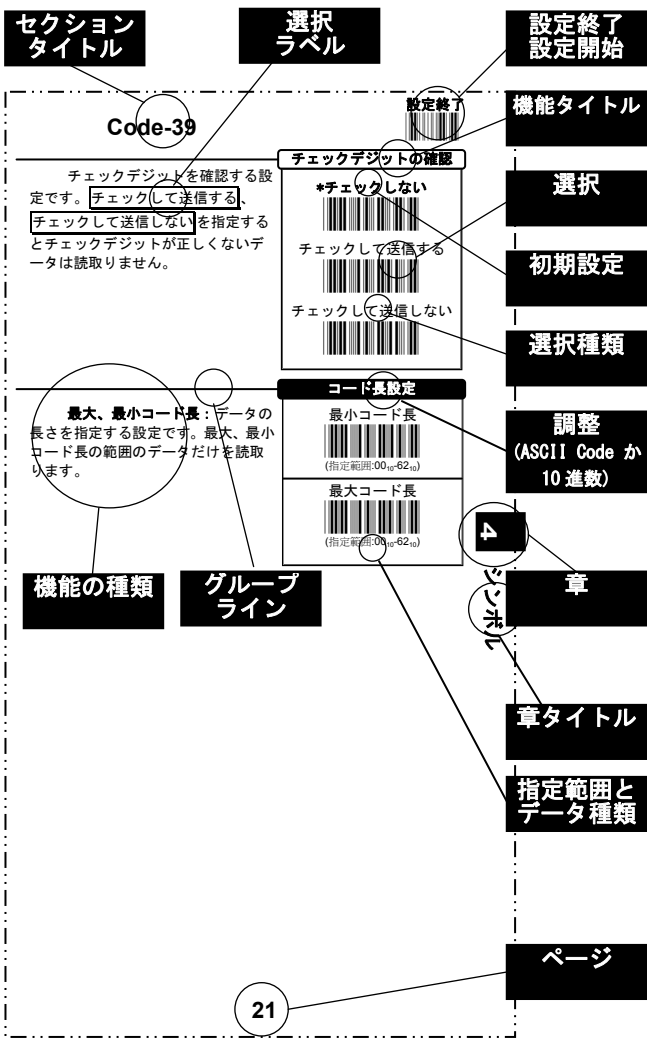 セクション
タイトル
選択
ラベル
設定終了
設定開始
設定終了
機能タイトル
Code-39
チェックデジットの確認
チェックデジットを確認する設
定です。チェックして送信する、
チェックして送信しないを指定する
とチェックデジットが正しくないデ
ータは読取りません。
*チェックしない
選択
チェックして送信する
初期設定
チェックして送信しない
選択種類
コード長設定
最大、最小コード長：データの
長さを指定する設定です。最大、最小
コード長の範囲のデータだけを読取
ります。
最小コード長
(指定範囲:00₁₀-62₁₀)
調整
(ASCII Code か
10 進数)
最大コード長
(指定範囲:00₁₀-62₁₀)
4
シンボル
機能の種類
グループ
ライン
章
章タイトル
指定範囲と
データ種類
ページ
21